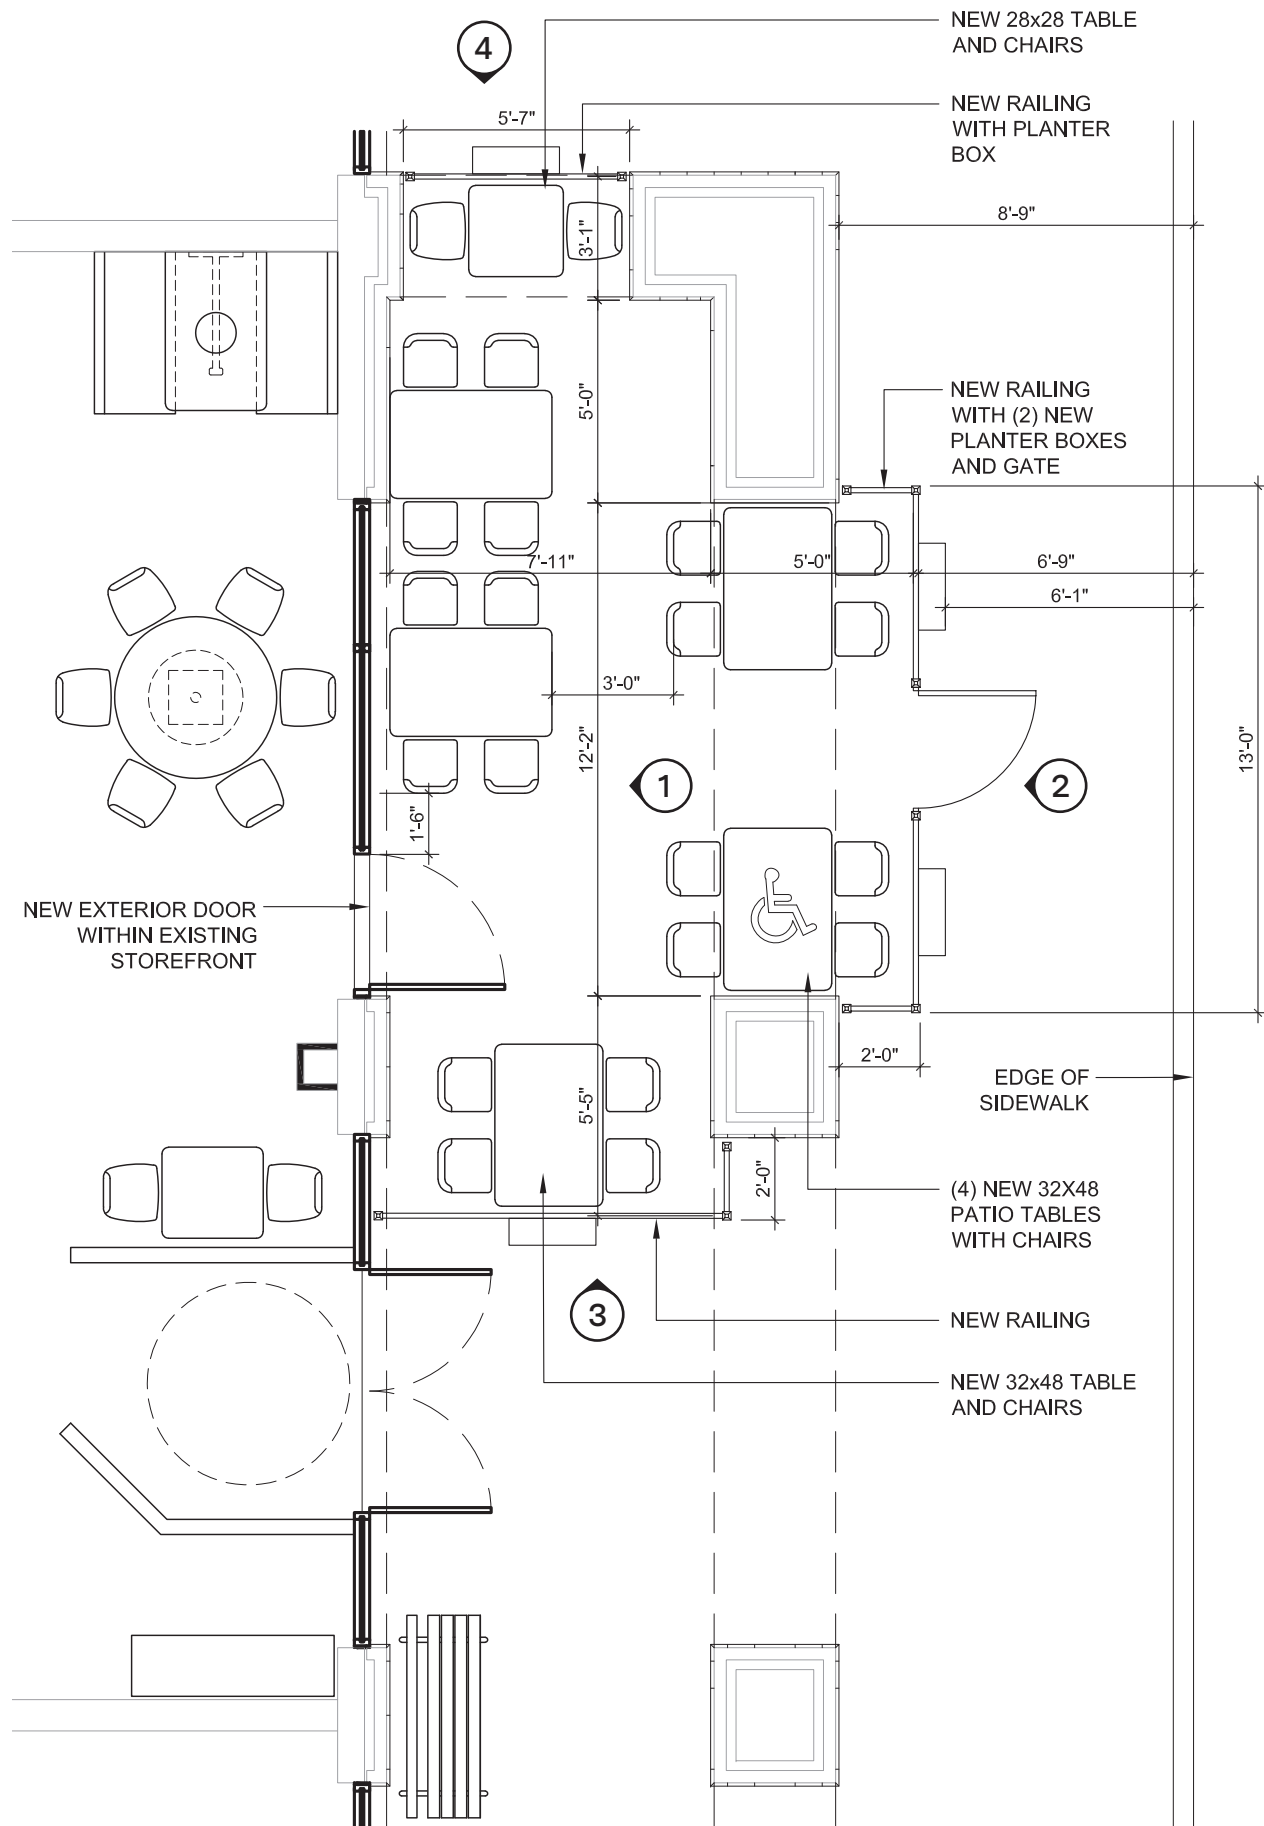 NEW 28x28 TABLE
AND CHAIRS
4
NEW RAILING
WITH PLANTER
BOX
5'-7"
8'-9"
3'-1"
NEW RAILING
WITH (2) NEW
PLANTER BOXES
AND GATE
5'-0"
7'-11"
5'-0"
6'-9"
6'-1"
3'-0"
12'-2"
13'-0"
1
2
1'-6"
NEW EXTERIOR DOOR
WITHIN EXISTING
STOREFRONT
2'-0"
EDGE OF
SIDEWALK
5'-5"
2'-0"
(4) NEW 32X48
PATIO TABLES
WITH CHAIRS
3
NEW RAILING
NEW 32x48 TABLE
AND CHAIRS